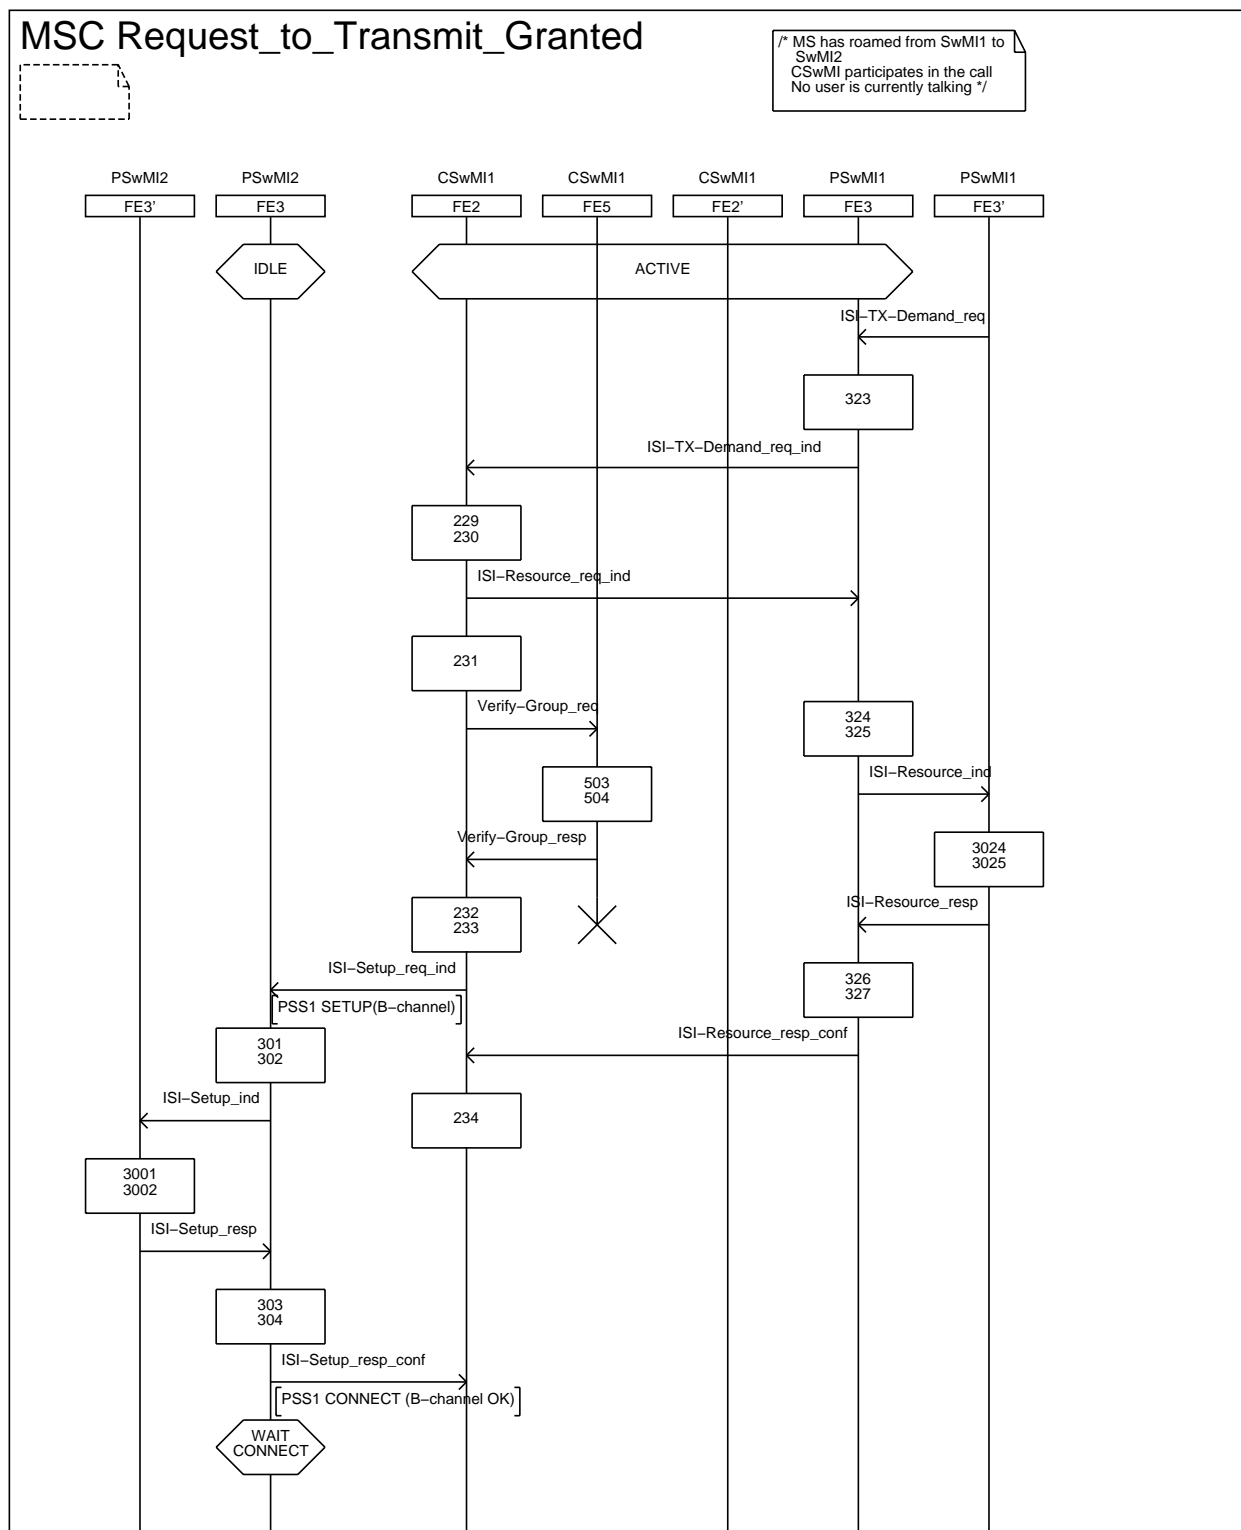 MSC Request_to_Transmit_Granted
/* MS has roamed from SwMI1 to
SwMI2
CSwMI participates in the call
No user is currently talking */
PSwMI2 PSwMI2 CSwMI1 CSwMI1 CSwMI1 PSwMI1 PSwMI1
FE3' FE3 FE2 FE5 FE2' FE3 FE3'
IDLE ACTIVE
ISI−TX−Demand_req
323
ISI−TX−Demand_req_ind
229
230
ISI−Resource_req_ind
231
Verify−Group_req
324
325
ISI−Resource_ind
503
504
Verify−Group_resp
3024
3025
ISI−Resource_resp
232
233
ISI−Setup_req_ind
326
327
PSS1 SETUP(B−channel)
ISI−Resource_resp_conf
301
302
ISI−Setup_ind
234
3001
3002
ISI−Setup_resp
303
304
ISI−Setup_resp_conf
PSS1 CONNECT (B−channel OK)
WAIT
CONNECT